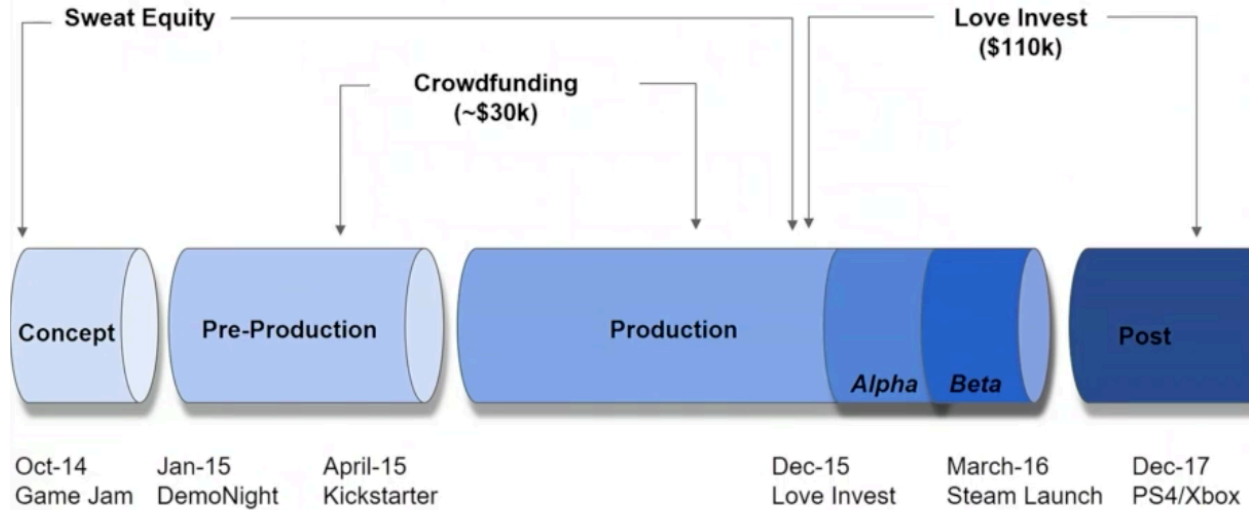 Sweat Equity
Love Invest
($110k)
Crowdfunding
(~$30k)
Concept
Pre-Production
Production
Alpha
Beta
Post
Oct-14
Game Jam
Jan-15
DemoNight
April-15
Kickstarter
Dec-15
Love Invest
March-16
Steam Launch
Dec-17
PS4/Xbox